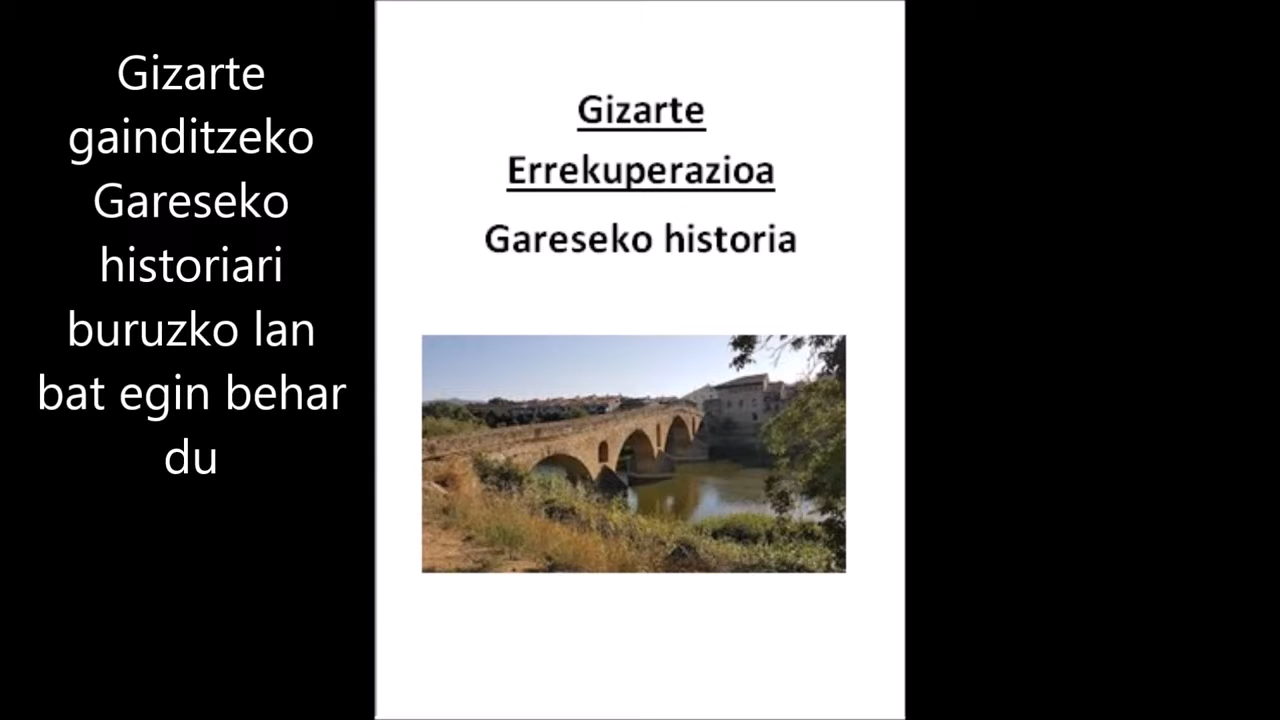 Gizarte
gainditzeko
Gareseko
historiari
buruzko lan
bat egin behar
du
Gizarte
Errekuperazioa
Gareseko historia